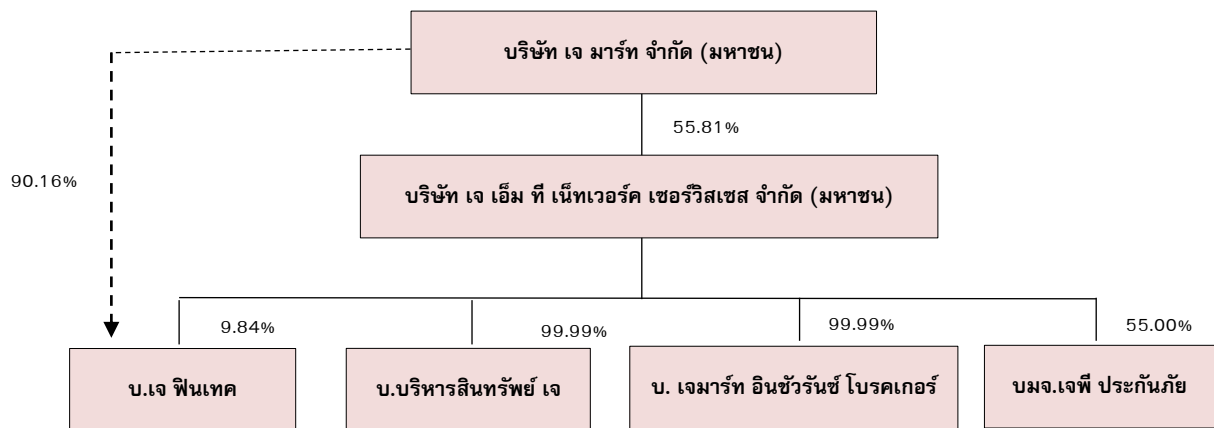 บริษัท เจ มาร์ท จำกัด (มหาชน)
55.81%
90.16%
บริษัท เจ เอ็ม ที เน็ทเวอร์ค เซอร์วิสเซส จำกัด (มหาชน)
9.84%
99.99%
99.99%
55.00%
บ.เจ ฟินเทค
บ.บริหารสินทรัพย์ เจ
บ. เจมาร์ท อินชัวรันซ์ โบรคเกอร์
บมจ.เจพี ประกันภัย